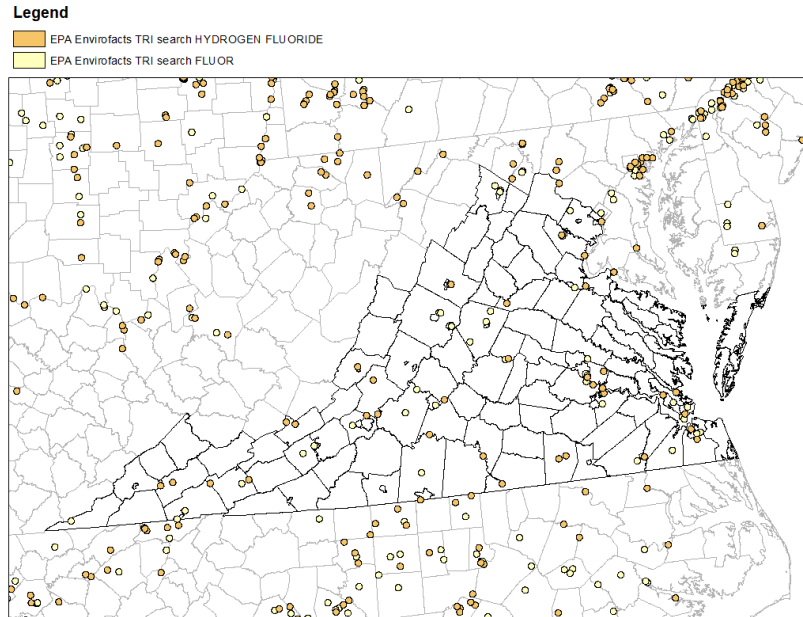 Legend
EPA Envirofacts TRI search HYDROGEN FLUORIDE
EPA Envirofacts TRI search FLUOR